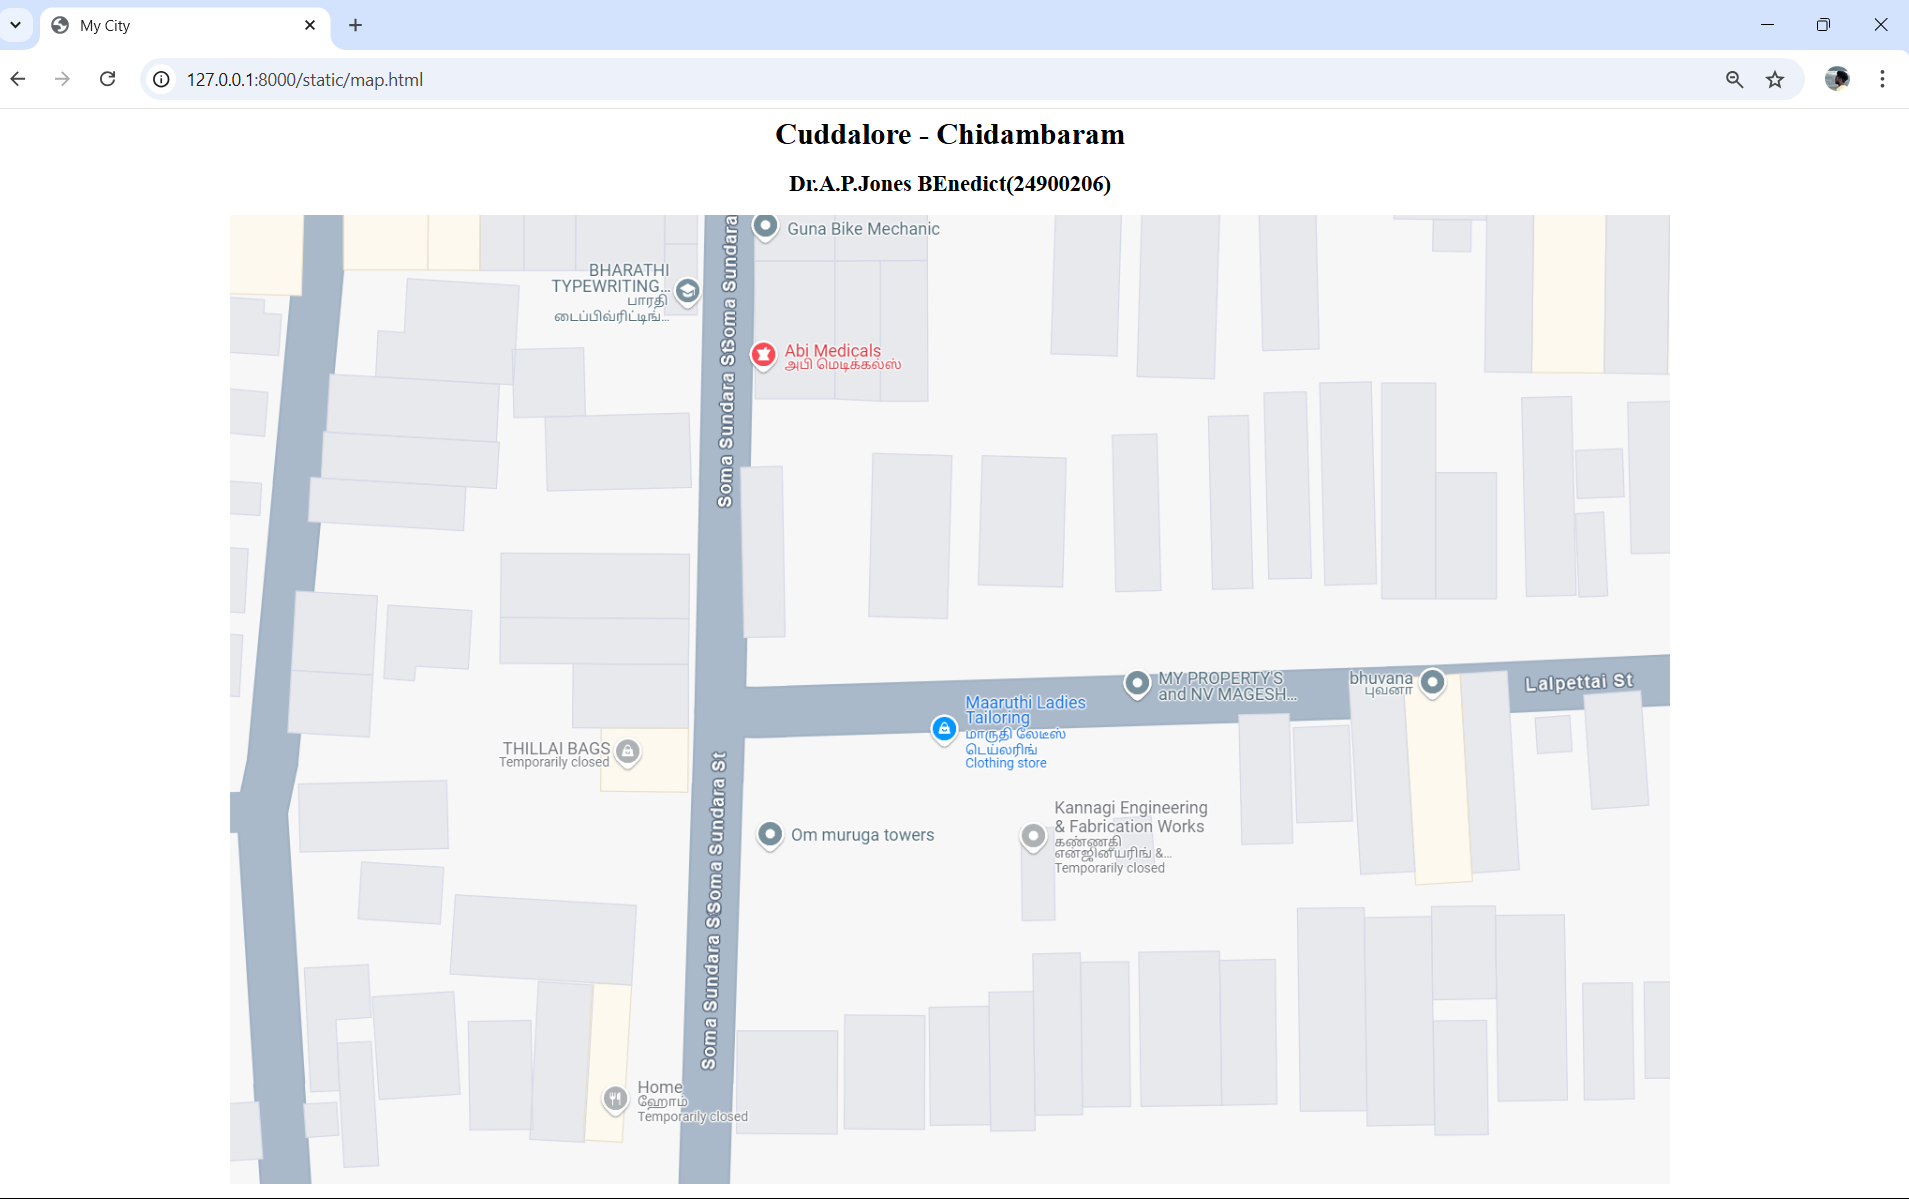 My City
127.0.0.1:8000/static/map.html
Cuddalore - Chidambaram
Dr.A.P.Jones BEnedict(24900206)
Guna Bike Mechanic
BHARATHI
TYPEWRITING...
பாரதி
டைப்பிவ்ரிட்டிங்...
Soma Sundara
Soma Sundara St
Abi Medicals
அபி மெடிக்கல்ஸ்
MY PROPERTY'S
and NV MAGESH...
bhuvana
புவனா
Lalpettai St
Maaruthi Ladies
Tailoring
மாருதி லேடீஸ்
டெய்லரிங்
Clothing store
THILLAI BAGS
Temporarily closed
Soma Sundara St
Om muruga towers
Kannagi Engineering
& Fabrication Works
கண்ணகி
என்ஜினியரிங் &...
Temporarily closed
Soma Sundara S
Home
ஹோம்
Temporarily closed